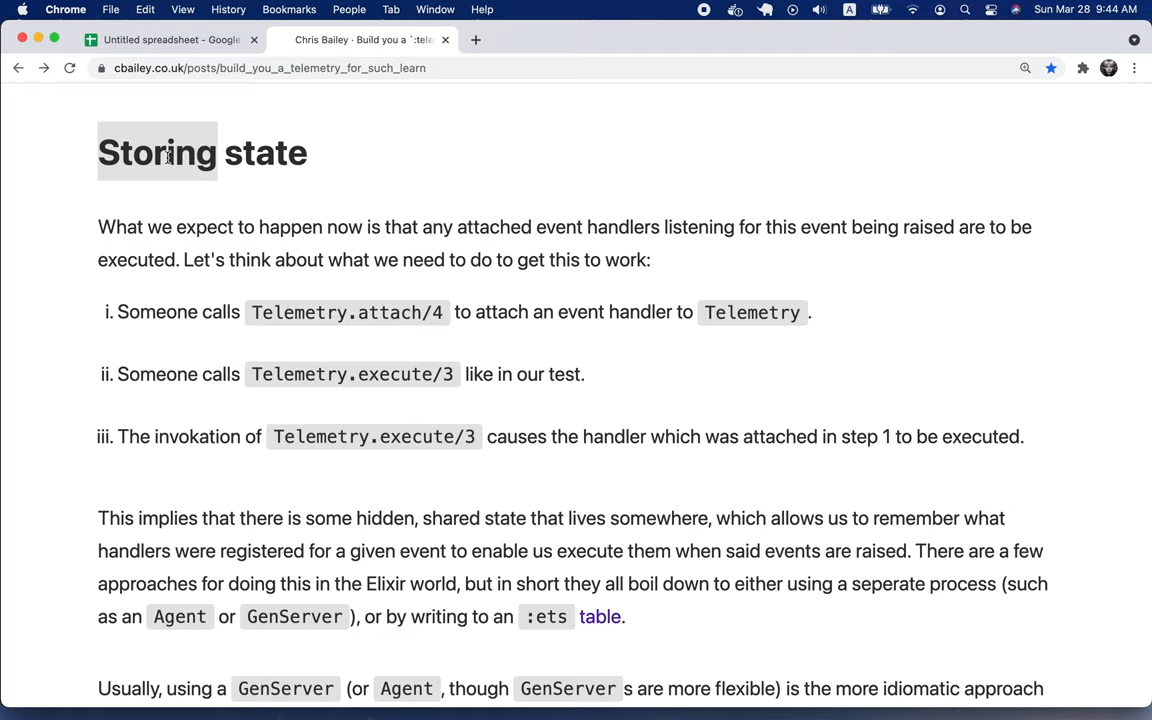 Chrome File Edit View History Bookmarks People Tab Window Help A Sun Mar 28 9:44 AM
Untitled spreadsheet - Google Chris Bailey · Build you a `:tele
cbailey.co.uk/posts/build_you_a_telemetry_for_such_learn
Storing state
What we expect to happen now is that any attached event handlers listening for this event being raised are to be
executed. Let's think about what we need to do to get this to work:
i. Someone calls Telemetry.attach/4 to attach an event handler to Telemetry.
ii. Someone calls Telemetry.execute/3 like in our test.
iii. The invokation of Telemetry.execute/3 causes the handler which was attached in step 1 to be executed.
This implies that there is some hidden, shared state that lives somewhere, which allows us to remember what
handlers were registered for a given event to enable us execute them when said events are raised. There are a few
approaches for doing this in the Elixir world, but in short they all boil down to either using a seperate process (such
as an Agent or GenServer), or by writing to an :ets table.
Usually, using a GenServer (or Agent, though GenServers are more flexible) is the more idiomatic approach